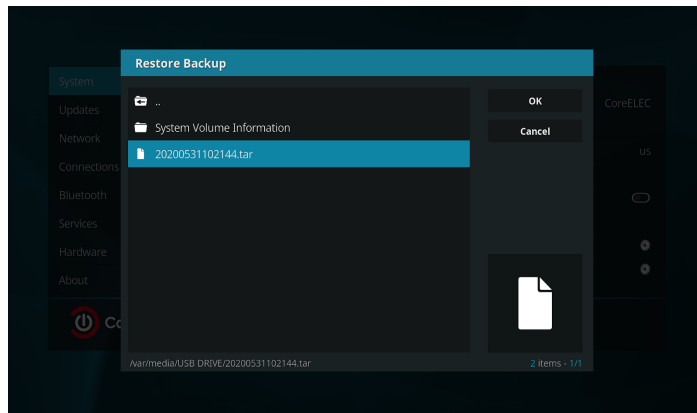 Restore Backup
System
..
OK
CoreELEC
Updates
System Volume Information
Cancel
Network
20200531102144.tar
us
Connections
Bluetooth
Services
Hardware
About
/var/media/USB DRIVE/20200531102144.tar
2 items - 1/1